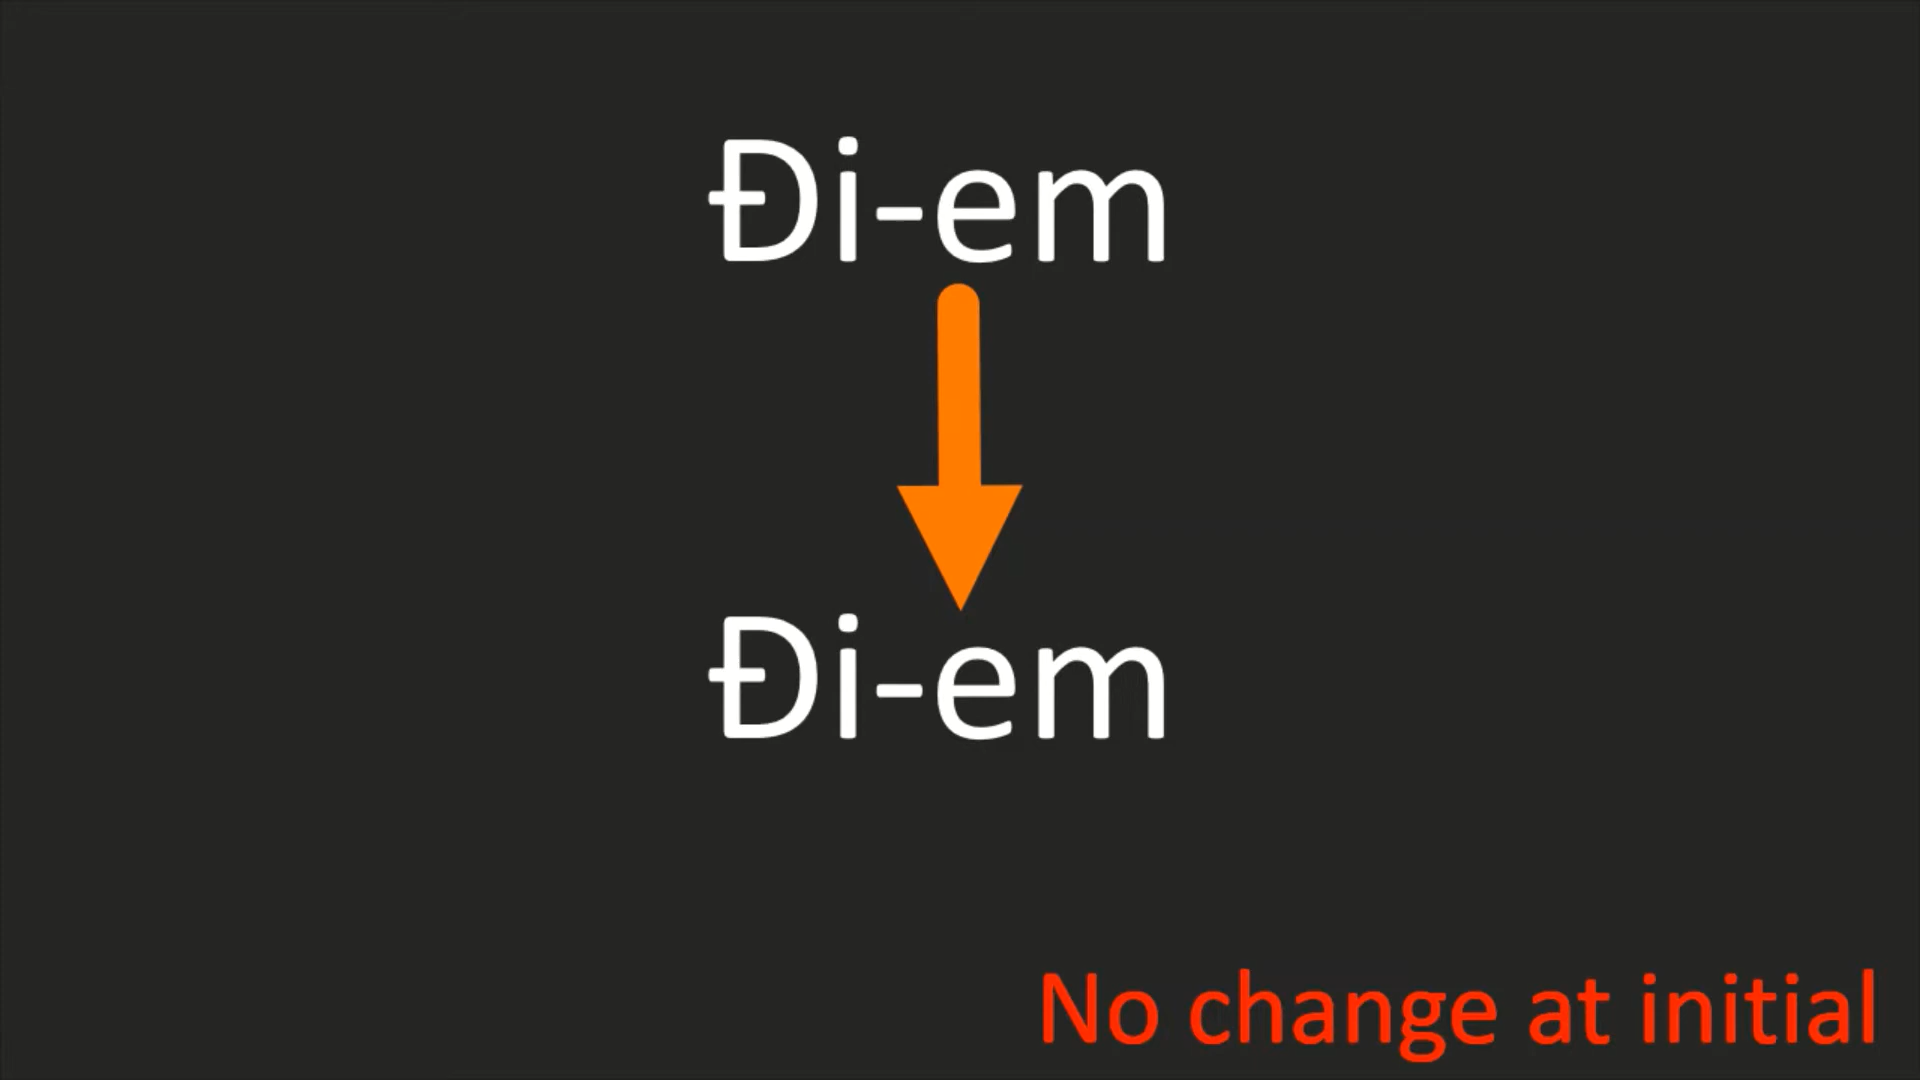 Đi-em
Đi-em
No change at initial